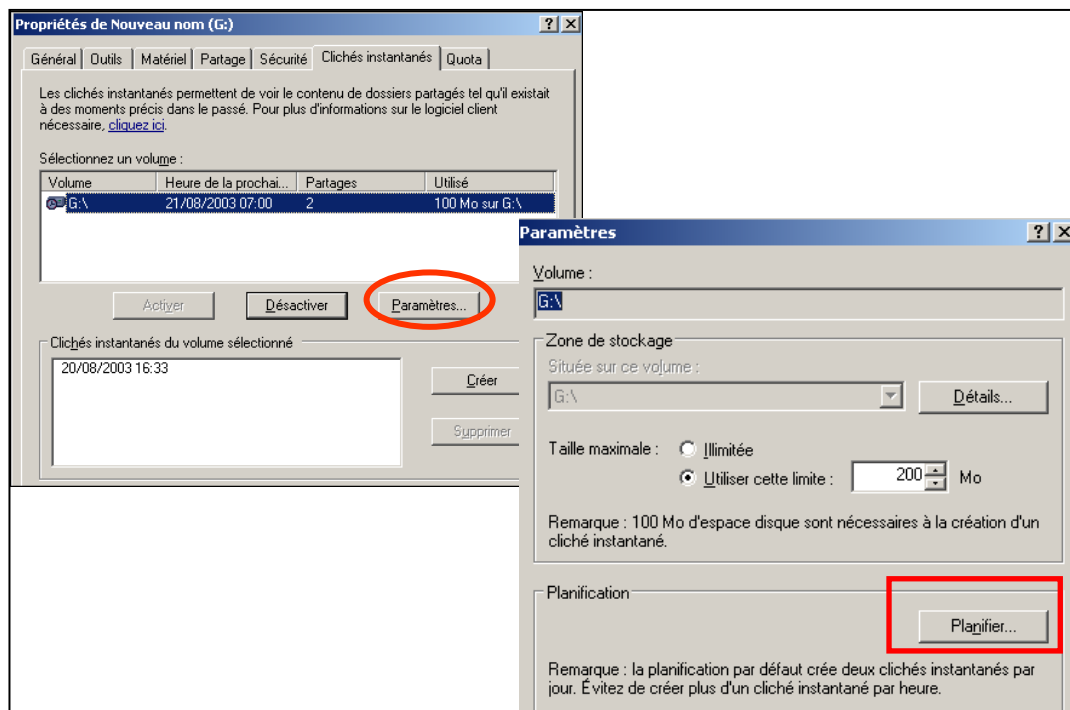 Propriétés de Nouveau nom (G:)
Général Outils Matériel Partage Sécurité Clichés instantanés Quota
Les clichés instantanés permettent de voir le contenu de dossiers partagés tel qu'il existait
à des moments précis dans le passé. Pour plus d'informations sur le logiciel client
nécessaire, cliquez ici.
Sélectionnez un volume :
Volume Heure de la prochai... Partages Utilisé
G:\ 21/08/2003 07:00 2 100 Mo sur G:\
Activer Désactiver Paramètres...
Clichés instantanés du volume sélectionné
20/08/2003 16:33
Créer
Supprimer
Paramètres
Volume :
G:\
Zone de stockage
Située sur ce volume :
G:\ Détails...
Taille maximale : Illimitée
Utiliser cette limite : 200 Mo
Remarque : 100 Mo d'espace disque sont nécessaires à la création d'un
cliché instantané.
Planification
Planifier...
Remarque : la planification par défaut crée deux clichés instantanés par
jour. Évitez de créer plus d'un cliché instantané par heure.